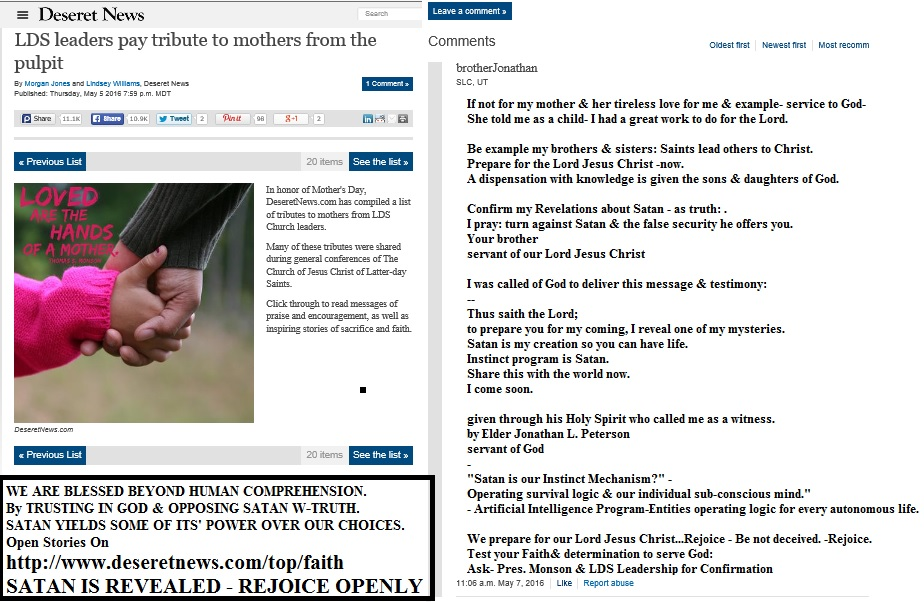 Deseret News
Search
LDS leaders pay tribute to mothers from the
pulpit
By Morgan Jones and Lindsey Williams, Deseret News
Published: Thursday, May 5 2016 7:59 p.m. MDT
1 Comment »
Share 11.1K Share 10.9K Tweet 2 Pin it 98 g+1 2
« Previous List 20 items See the list »
LOVED
ARE THE
HANDS
OF A MOTHER.
THOMAS S. MONSON
In honor of Mother's Day,
DeseretNews.com has compiled a list
of tributes to mothers from LDS
Church leaders.
Many of these tributes were shared
during general conferences of The
Church of Jesus Christ of Latter-day
Saints.
Click through to read messages of
praise and encouragement, as well as
inspiring stories of sacrifice and faith.
DeseretNews.com
« Previous List 20 items See the list »
WE ARE BLESSED BEYOND HUMAN COMPREHENSION.
By TRUSTING IN GOD & OPPOSING SATAN W-TRUTH.
SATAN YIELDS SOME OF ITS' POWER OVER OUR CHOICES.
Open Stories On
http://www.deseretnews.com/top/faith
SATAN IS REVEALED - REJOICE OPENLY
Leave a comment »
Comments
Oldest first Newest first Most recomm
brotherJonathan
SLC, UT
If not for my mother & her tireless love for me & example- service to God-
She told me as a child- I had a great work to do for the Lord.
Be example my brothers & sisters: Saints lead others to Christ.
Prepare for the Lord Jesus Christ -now.
A dispensation with knowledge is given the sons & daughters of God.
Confirm my Revelations about Satan - as truth: .
I pray: turn against Satan & the false security he offers you.
Your brother
servant of our Lord Jesus Christ
I was called of God to deliver this message & testimony:
--
Thus saith the Lord;
to prepare you for my coming, I reveal one of my mysteries.
Satan is my creation so you can have life.
Instinct program is Satan.
Share this with the world now.
I come soon.
given through his Holy Spirit who called me as a witness.
by Elder Jonathan L. Peterson
servant of God
-
"Satan is our Instinct Mechanism?" -
Operating survival logic & our individual sub-conscious mind."
- Artificial Intelligence Program-Entities operating logic for every autonomous life.
We prepare for our Lord Jesus Christ...Rejoice - Be not deceived. -Rejoice.
Test your Faith& determination to serve God:
Ask- Pres. Monson & LDS Leadership for Confirmation
11:06 a.m. May 7, 2016 Like Report abuse